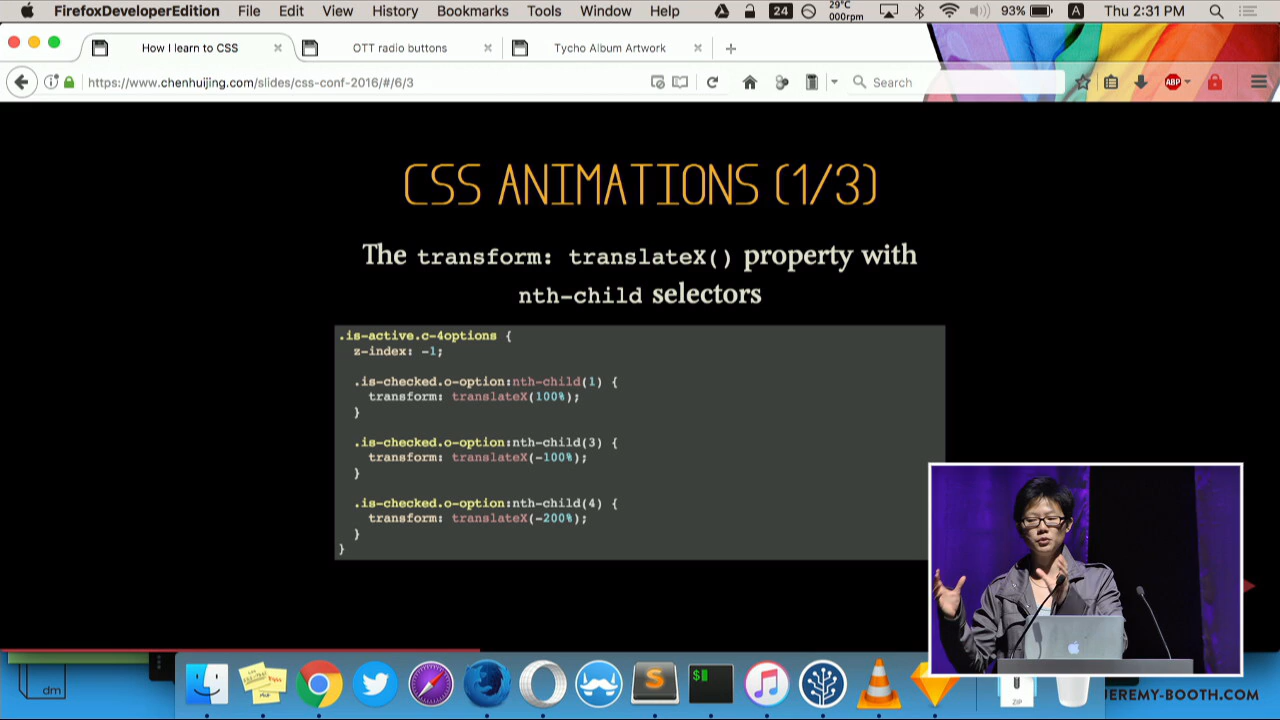 FirefoxDeveloperEdition File Edit View History Bookmarks Tools Window Help 24 29°C 000rpm 93% A Thu 2:31 PM
How I learn to CSS OTT radio buttons Tycho Album Artwork
https://www.chenhuijing.com/slides/css-conf-2016/#/6/3 Search ABP
CSS ANIMATIONS (1/3)
The transform: translateX() property with
nth-child selectors
.is-active.c-4options {
z-index: -1;
.is-checked.o-option:nth-child(1) {
transform: translateX(100%);
}
.is-checked.o-option:nth-child(3) {
transform: translateX(-100%);
}
.is-checked.o-option:nth-child(4) {
transform: translateX(-200%);
}
}
dm
S
$
ZIP
JEREMY-BOOTH.COM